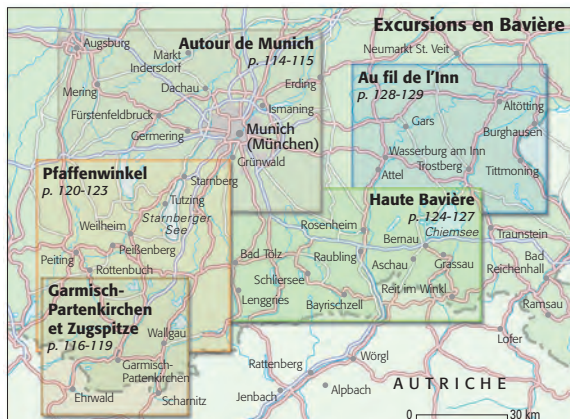 Excursions en Bavière
Autour de Munich
p. 114-115
Augsburg
Markt
Indersdorf
Neumarkt St. Veit
Au fil de l'Inn
p. 128-129
Mering
Dachau
Erding
Ismaning
Altötting
Fürstenfeldbruck
Gars
Burghausen
Germering
Munich
(München)
Wasserburg am Inn
Trostberg
Grünwald
Attel
Tittmoning
Pfaffenwinkel
p. 120-123
Starnberg
Tutzing
Starnberger
See
Haute Bavière
p. 124-127
Weilheim
Rosenheim
Bernau
Chiemsee
Traunstein
Peißenberg
Peiting
Bad Tölz
Raubling
Grassau
Bad
Reichenhall
Rottenbuch
Schliersee
Aschau
Garmisch-
Partenkirchen
et Zugspitze
p. 116-119
Lenggries
Bayrischzell
Reit im Winkl
Ramsau
Wallgau
Lofer
Garmisch-
Partenkirchen
Rattenberg
Wörgl
Ehrwald
Scharnitz
Jenbach
Alpbach
AUTRICHE
0 30 km